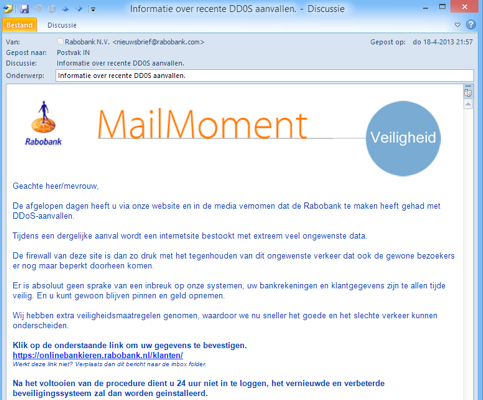 Informatie over recente DD0S aanvallen. - Discussie
Bestand Discussie
Van: Rabobank N.V. <nieuwsbrief@rabobank.com> Gepost op: do 18-4-2013 21:57
Gepost naar: Postvak IN
Discussie: Informatie over recente DD0S aanvallen.
Onderwerp: Informatie over recente DD0S aanvallen.
Rabobank
MailMoment
Veiligheid
Geachte heer/mevrouw,
De afgelopen dagen heeft u via onze website en in de media vernomen dat de Rabobank te maken heeft gehad met
DDoS-aanvallen.
Tijdens een dergelijke aanval wordt een internetsite bestookt met extreem veel ongewenste data.
De firewall van deze site is dan zo druk met het tegenhouden van dit ongewenste verkeer dat ook de gewone bezoekers
er nog maar beperkt doorheen komen.
Er is absoluut geen sprake van een inbreuk op onze systemen, uw bankrekeningen en klantgegevens zijn te allen tijde
veilig. En u kunt gewoon blijven pinnen en geld opnemen.
Wij hebben extra veiligheidsmaatregelen genomen, waardoor we nu sneller het goede en het slechte verkeer kunnen
onderscheiden.
Klik op de onderstaande link om uw gegevens te bevestigen.
https://onlinebankieren.rabobank.nl/klanten/
Werkt deze link niet? Verplaats dan dit bericht naar de inbox folder.
Na het voltooien van de procedure dient u 24 uur niet in te loggen, het vernieuwde en verbeterde
beveiligingssysteem zal dan worden geinstalleerd.